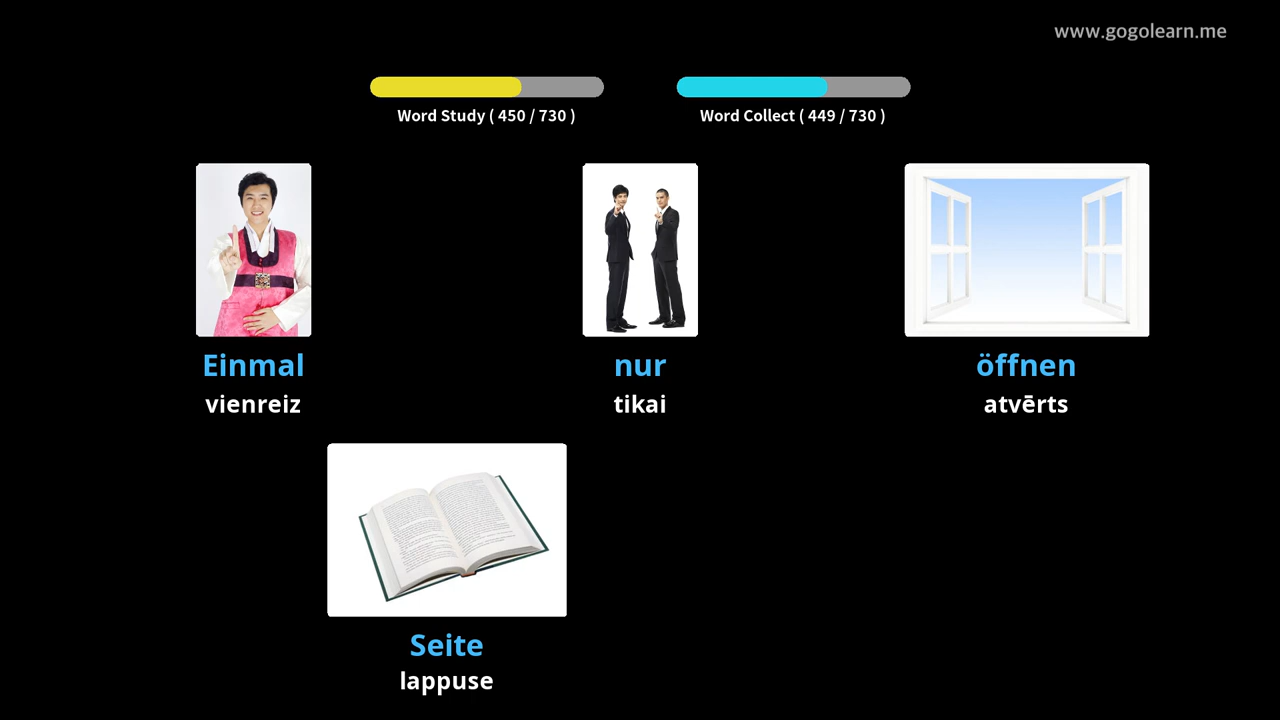 www.gogolearn.me
Word Study ( 450 / 730 )
Word Collect ( 449 / 730 )
Einmal
vienreiz
nur
tikai
öffnen
atvērts
Seite
lappuse